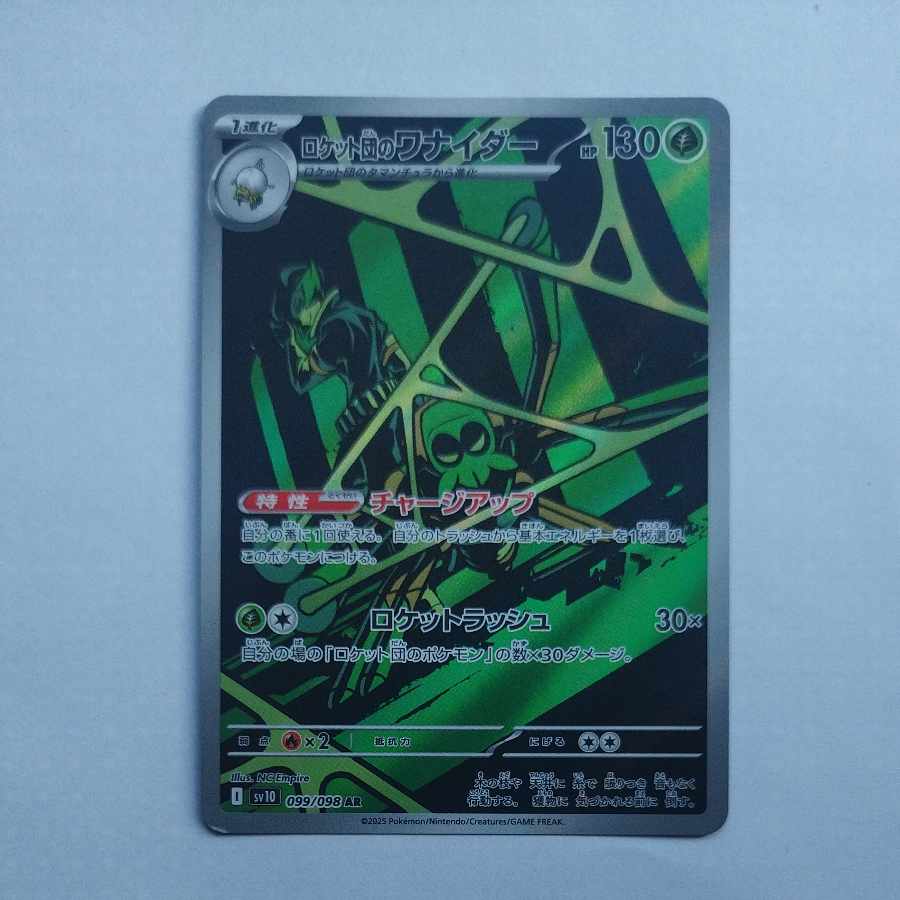 1進化
ロケット団のワナイダー HP 130
ロケット団のタマンチュラから進化
特性 とくせい チャージアップ
自分の番に1回使える。自分のトラッシュから基本エネルギーを1枚選び、
このポケモンにつける。
ロケットラッシュ 30×
自分の場の「ロケット団のポケモン」の数×30ダメージ。
弱点 ×2 抵抗力 にげる
Illus. NC Empire
I sv10 099/098 AR
木の枝や 天井に 糸で 張りつき 音もなく
行動する。 獲物に 気づかれる前に 倒す。
©2025 Pokémon/Nintendo/Creatures/GAME FREAK.